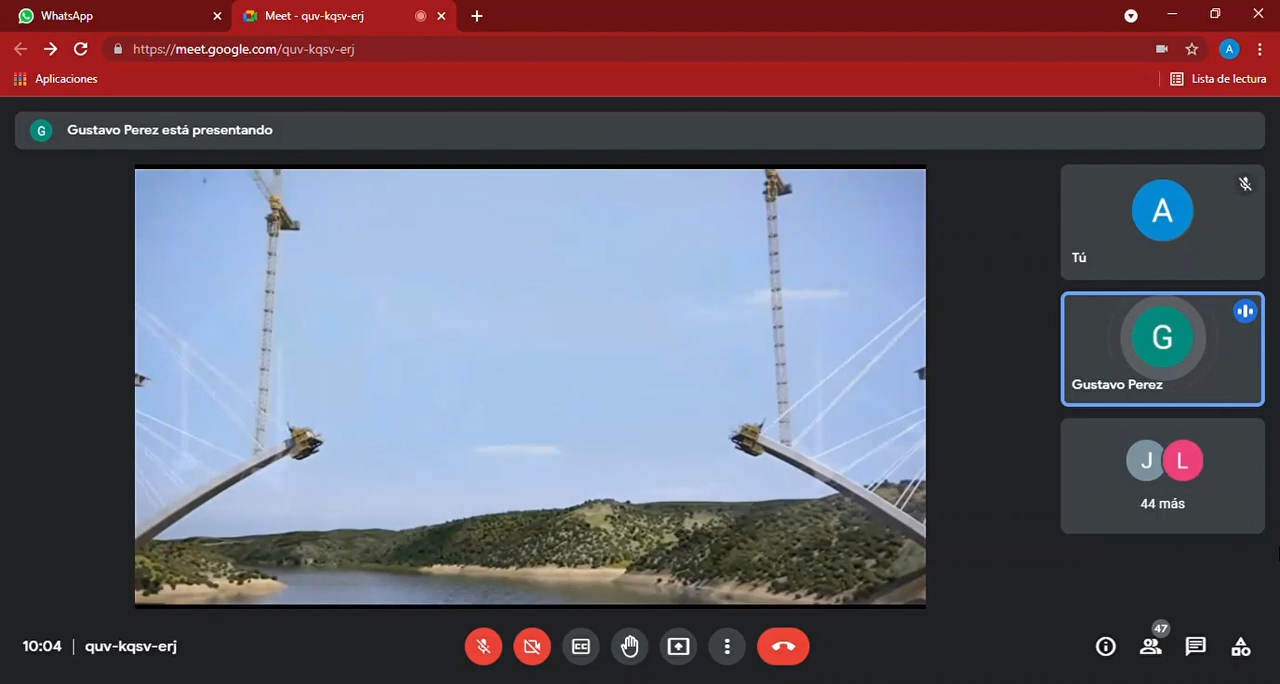 WhatsApp
Meet - quv-kqsv-erj
https://meet.google.com/quv-kqsv-erj
A
Aplicaciones
Lista de lectura
G
Gustavo Perez está presentando
A
Tú
G
Gustavo Perez
J L
44 más
10:04 | quv-kqsv-erj
CC
47